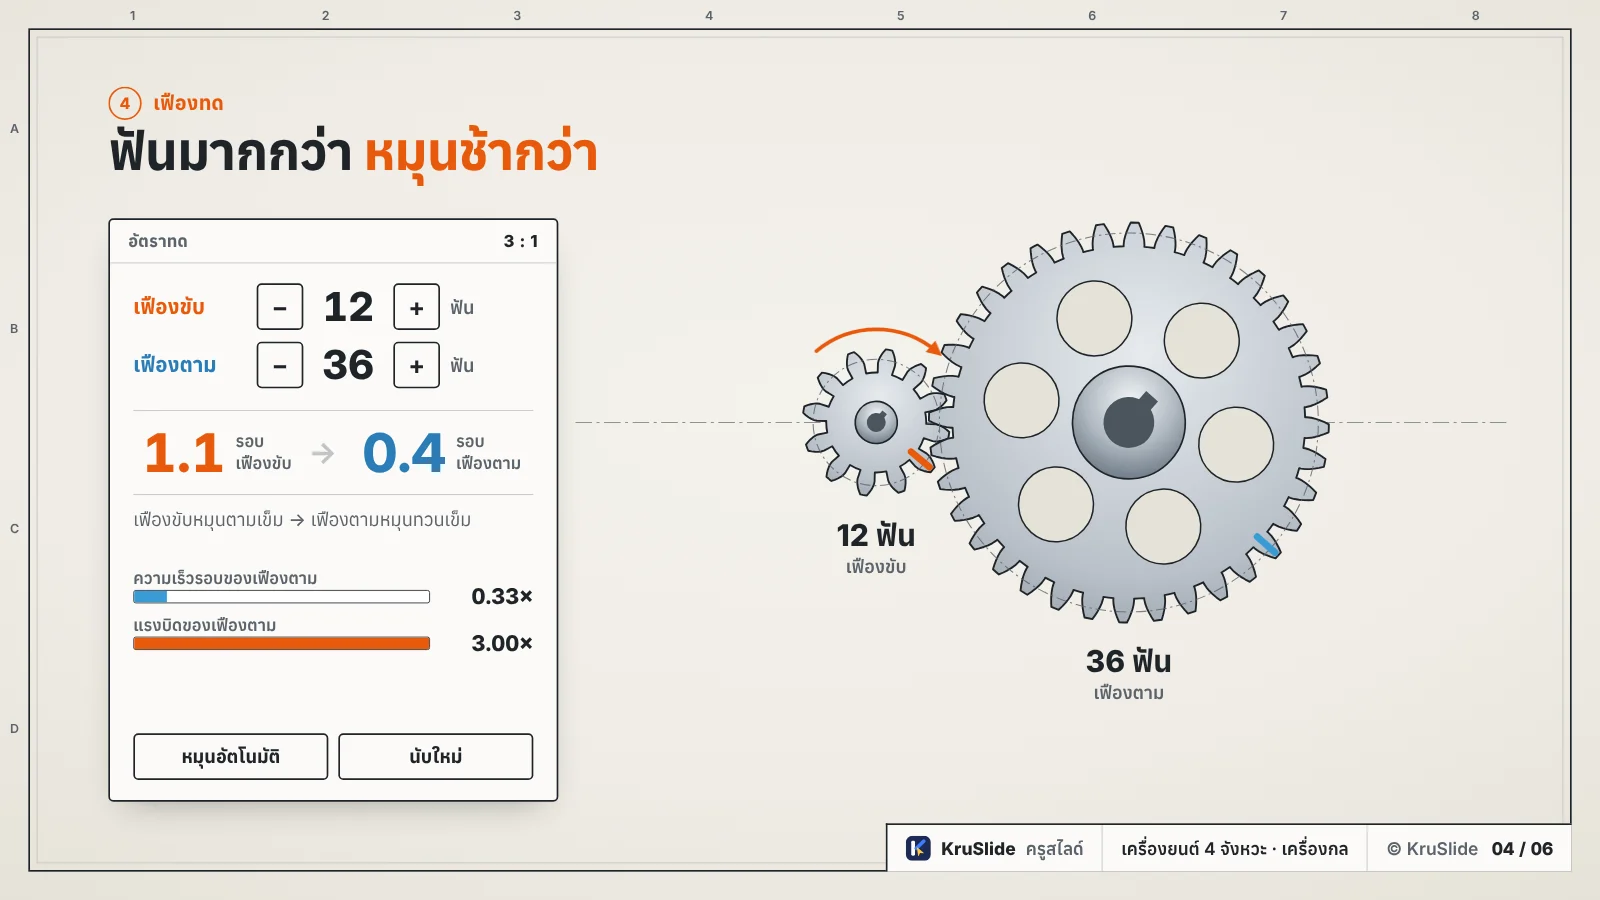 1 2 3 4 5 6 7 8
A
B
C
D
4 เฟืองทด
ฟันมากกว่า หมุนช้ากว่า
อัตราทด 3 : 1
เฟืองขับ − 12 + ฟัน
เฟืองตาม − 36 + ฟัน
1.1 รอบ เฟืองขับ → 0.4 รอบ เฟืองตาม
เฟืองขับหมุนตามเข็ม → เฟืองตามหมุนทวนเข็ม
ความเร็วรอบของเฟืองตาม
0.33×
แรงบิดของเฟืองตาม
3.00×
หมุนอัตโนมัติ นับใหม่
12 ฟัน
เฟืองขับ
36 ฟัน
เฟืองตาม
KruSlide ครูสไลด์ เครื่องยนต์ 4 จังหวะ · เครื่องกล © KruSlide 04 / 06